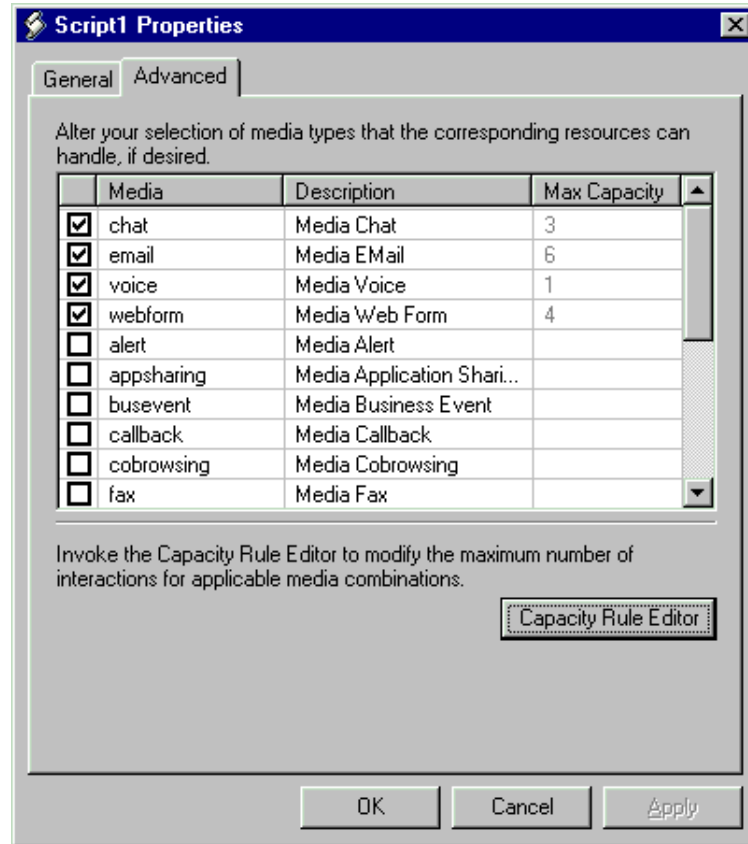 Script1 Properties
General Advanced
Alter your selection of media types that the corresponding resources can
handle, if desired.
Media Description Max Capacity
chat Media Chat 3
email Media EMail 6
voice Media Voice 1
webform Media Web Form 4
alert Media Alert
appsharing Media Application Shari...
busevent Media Business Event
callback Media Callback
cobrowsing Media Cobrowsing
fax Media Fax
Invoke the Capacity Rule Editor to modify the maximum number of
interactions for applicable media combinations.
Capacity Rule Editor
OK Cancel Apply